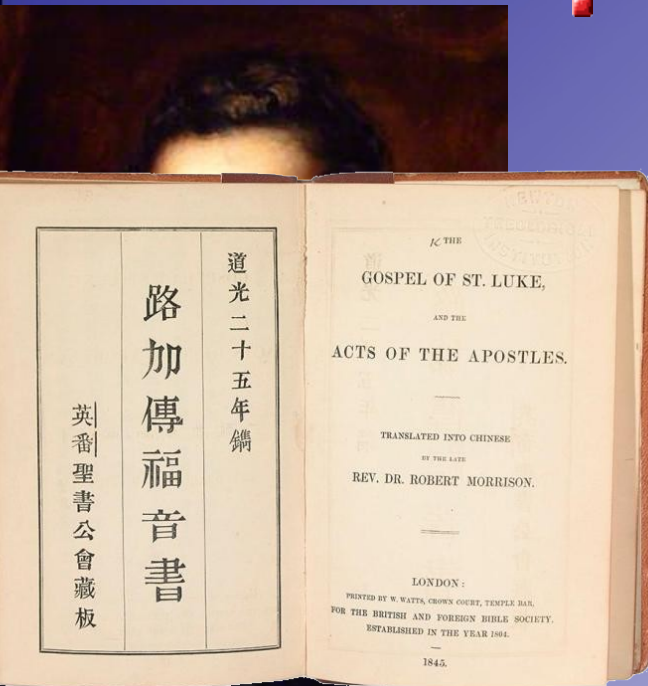 道光二十五年鐫
路加傳福音書
英番聖書公會藏板
THE
GOSPEL OF ST. LUKE,
AND THE
ACTS OF THE APOSTLES.
TRANSLATED INTO CHINESE
BY THE LATE
REV. DR. ROBERT MORRISON.
LONDON:
PRINTED BY W. WATTS, CROWN COURT, TEMPLE BAR,
FOR THE BRITISH AND FOREIGN BIBLE SOCIETY.
ESTABLISHED IN THE YEAR 1804.
1845.